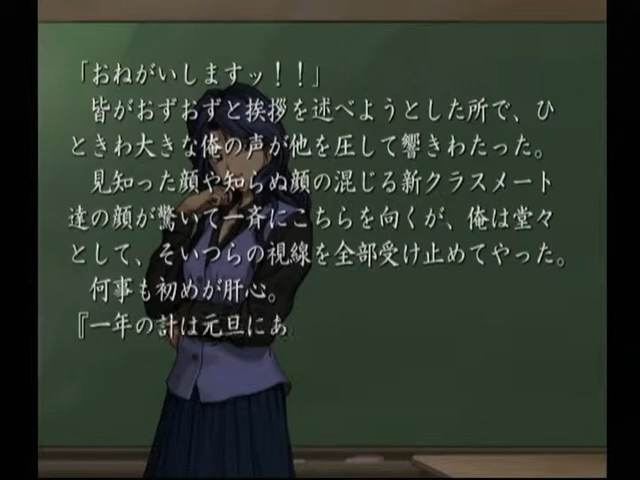 「おねがいしますッ！！」
皆がおずおずと挨拶を述べようとした所で、ひ
ときわ大きな俺の声が他を圧して響きわたった。
見知った顔や知らぬ顔の混じる新クラスメート
達の顔が驚いて一斉にこちらを向くが、俺は堂々
として、そいつらの視線を全部受け止めてやった。
何事も初めが肝心。
『一年の計は元旦にあ